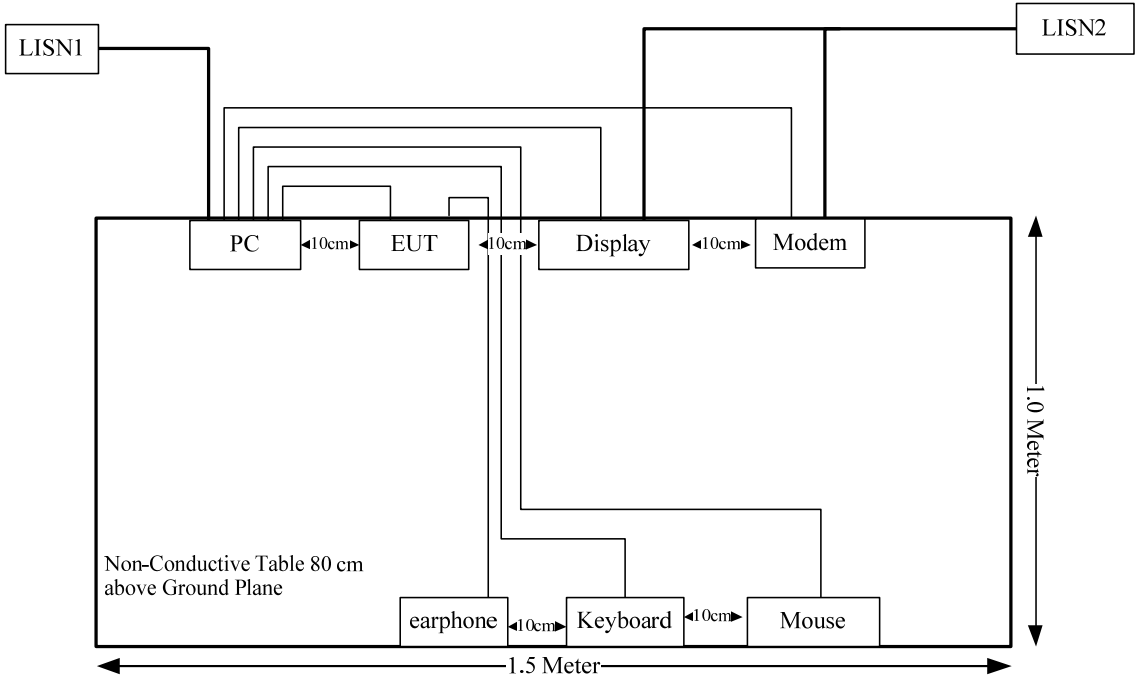 LISN1
LISN2
PC
10cm
EUT
10cm
Display
10cm
Modem
1.0 Meter
Non-Conductive Table 80 cm
above Ground Plane
earphone
10cm
Keyboard
10cm
Mouse
1.5 Meter